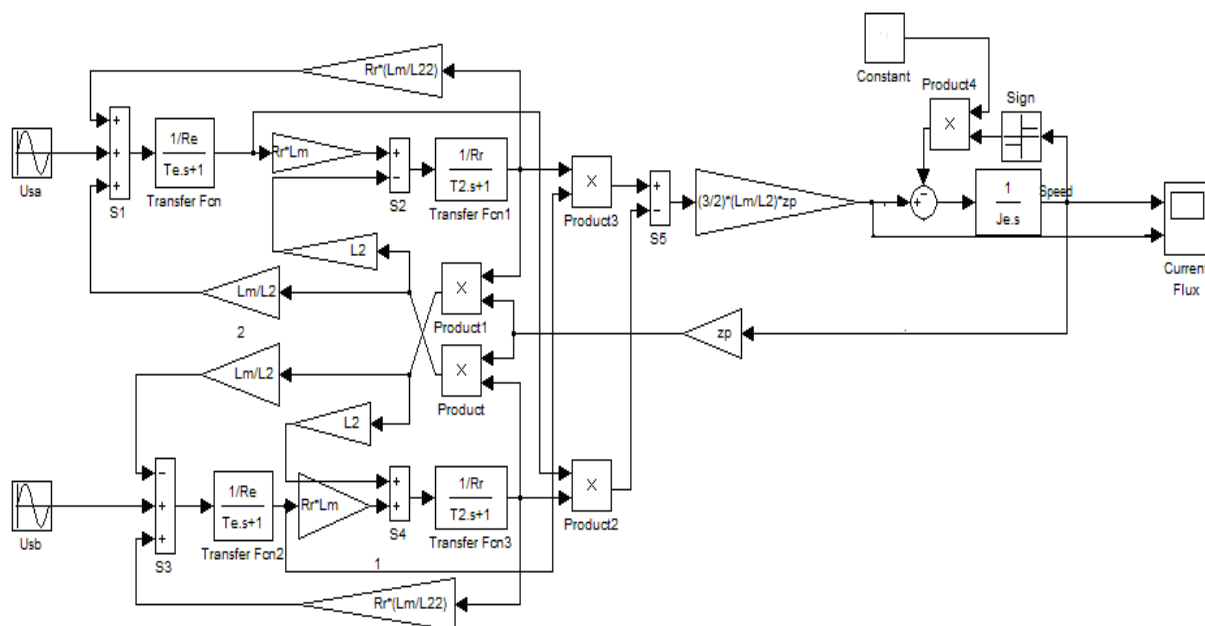 Rr*(Lm/L22)
Constant
Product4
Sign
Usa
+
+
+
S1
1/Re
Te.s+1
Transfer Fcn
Rr*Lm
+
-
S2
1/Rr
T2.s+1
Transfer Fcn1
X
Product3
+
-
S5
(3/2)*(Lm/L2)*zp
X
+
-
1
Je.s
Speed
Current
Flux
L2
Lm/L2
2
X
Product1
zp
Lm/L2
X
Product
L2
Usb
-
+
+
S3
1/Re
Te.s+1
Transfer Fcn2
Rr*Lm
+
+
S4
1/Rr
T2.s+1
Transfer Fcn3
X
Product2
1
Rr*(Lm/L22)